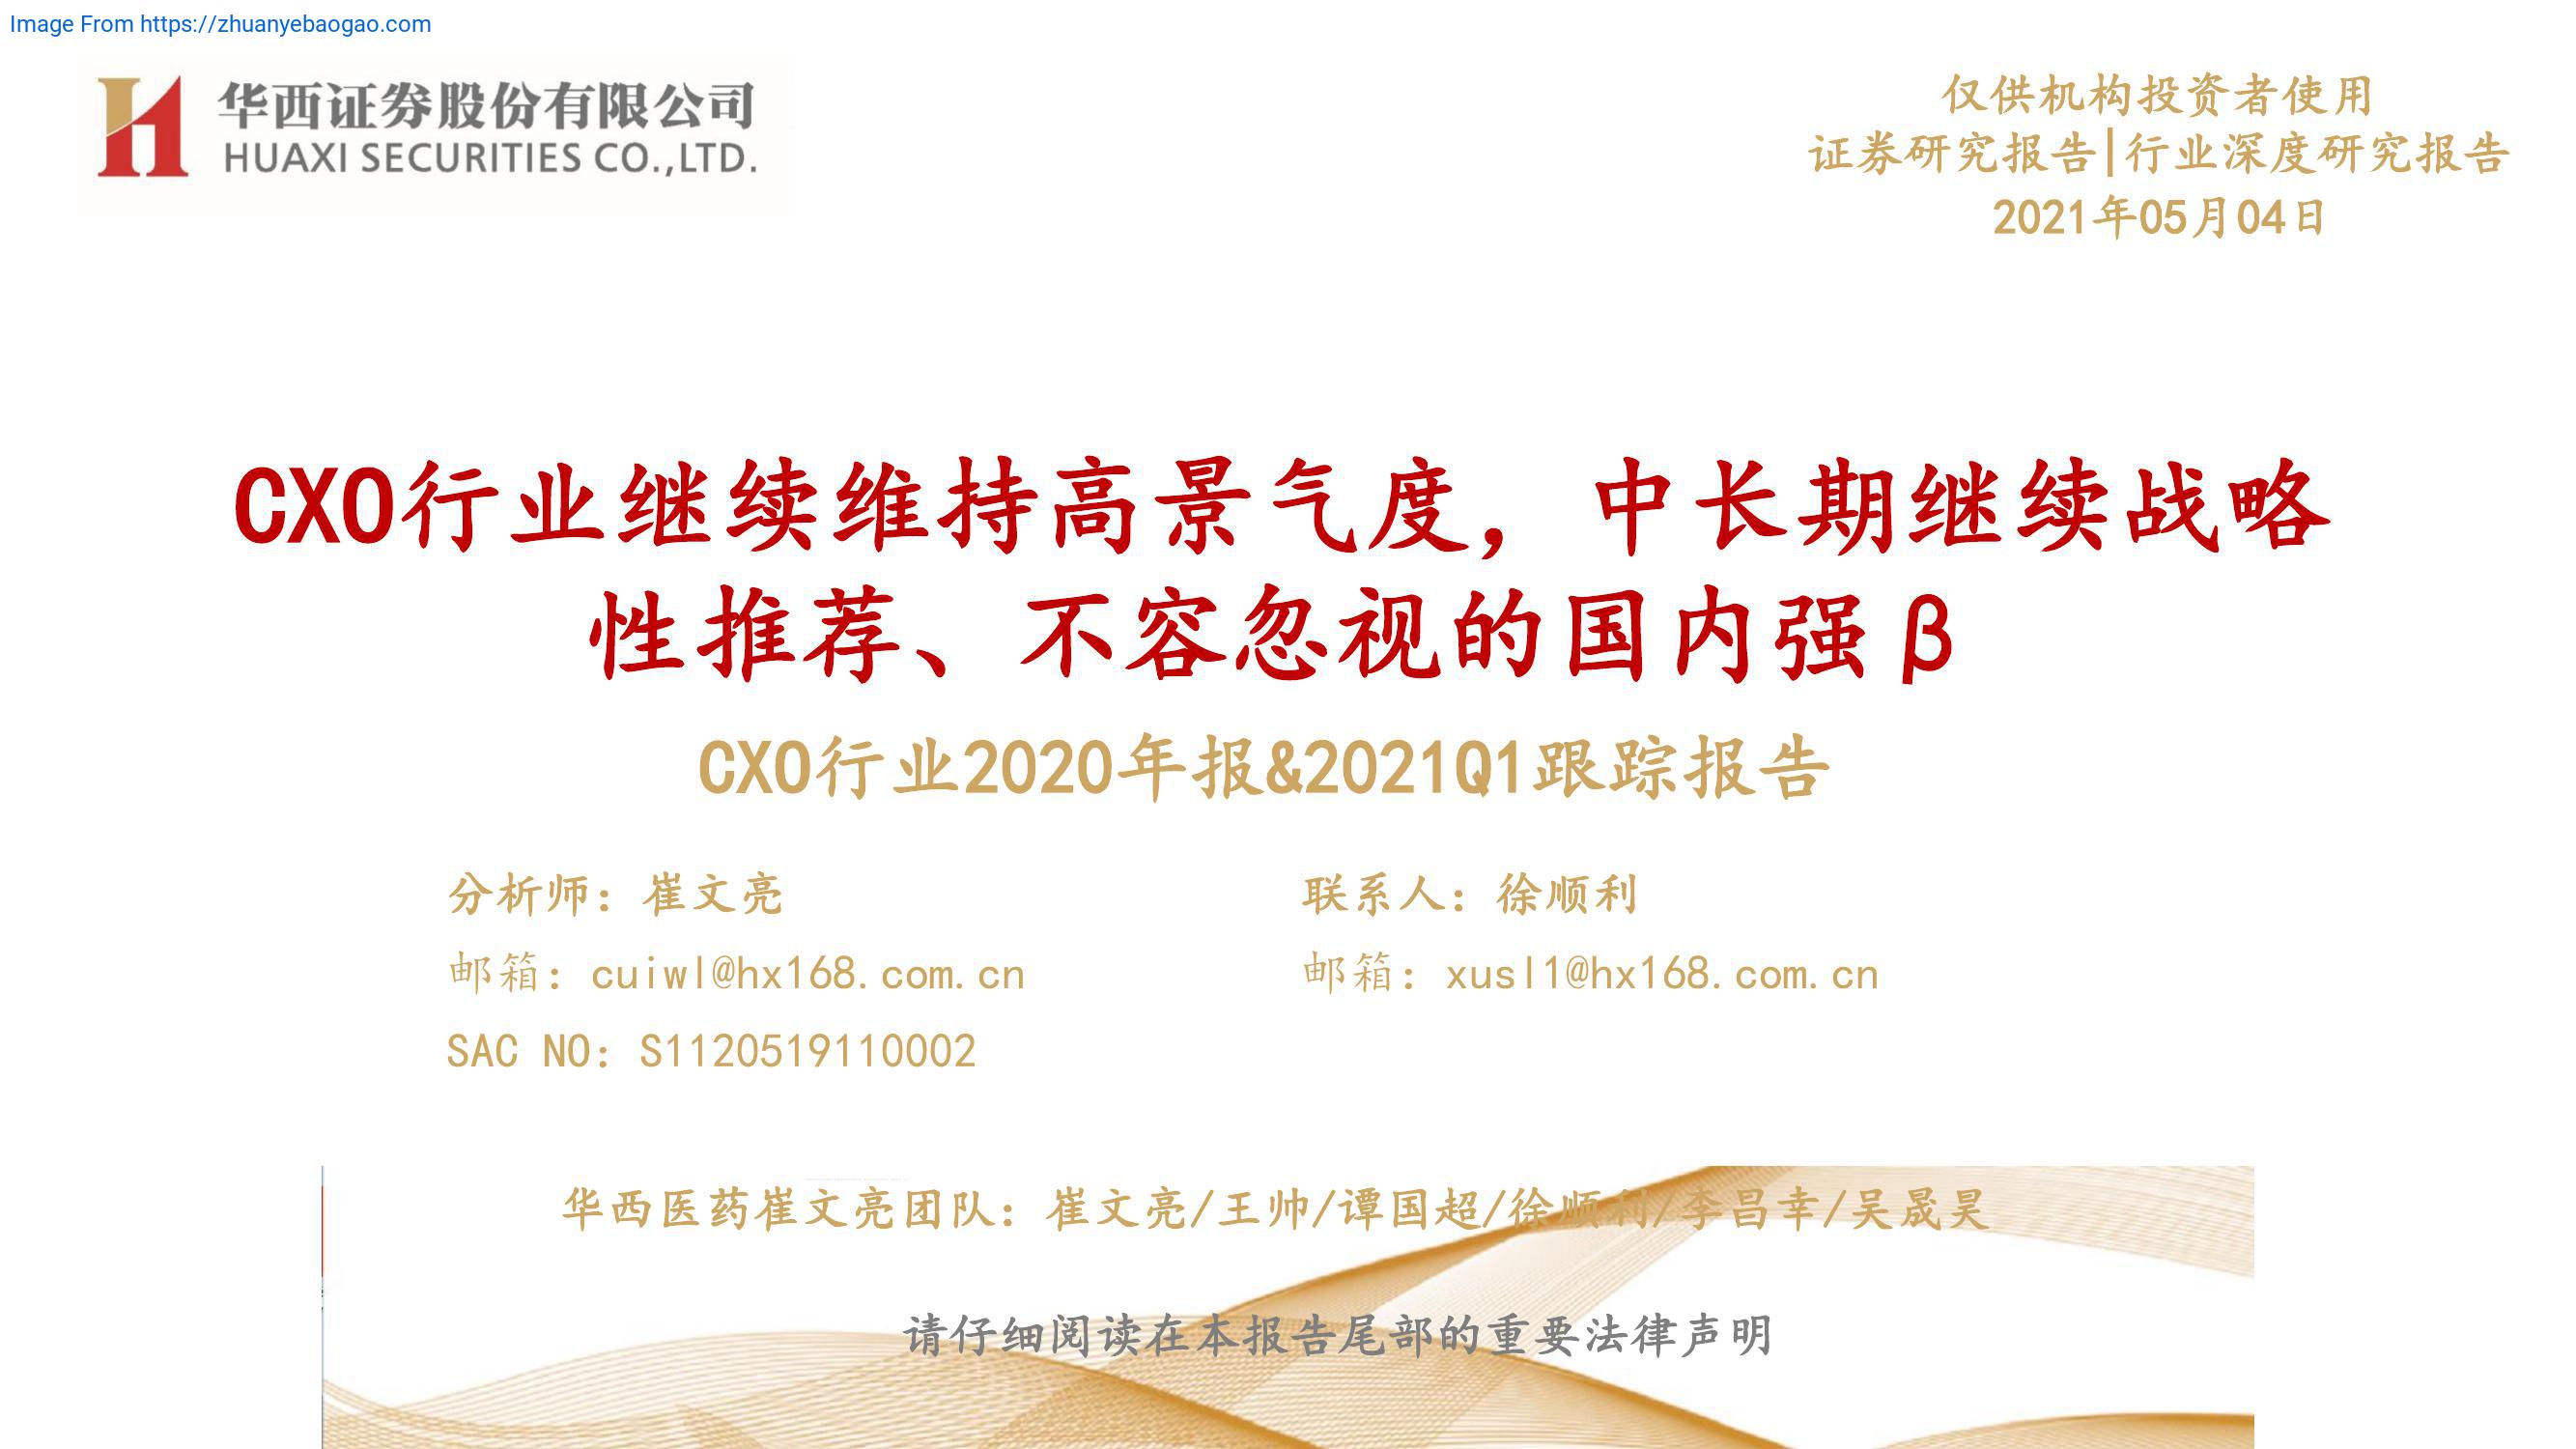 Image From https://zhuanyebaogao.com
华西证券股份有限公司
HUAXI SECURITIES CO.,LTD.
仅供机构投资者使用
证券研究报告|行业深度研究报告
2021年05月04日
CXO行业继续维持高景气度，中长期继续战略
性推荐、不容忽视的国内强β
CXO行业2020年报&2021Q1跟踪报告
分析师：崔文亮
邮箱：cuiwl@hx168.com.cn
SAC NO：S1120519110002
联系人：徐顺利
邮箱：xusl1@hx168.com.cn
华西医药崔文亮团队：崔文亮/王帅/谭国超/徐顺利/李昌幸/吴晟昊
请仔细阅读在本报告尾部的重要法律声明